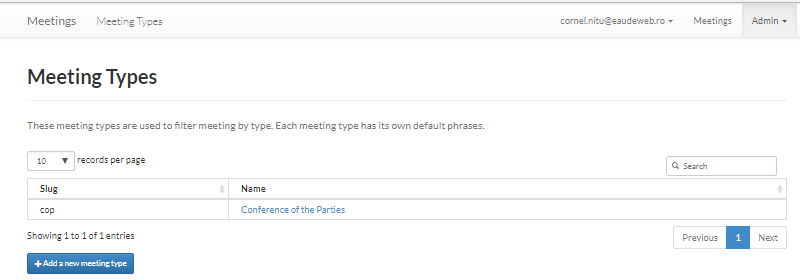 Meetings Meeting Types cornel.nitu@eaudeweb.ro Meetings Admin
Meeting Types
These meeting types are used to filter meeting by type. Each meeting type has its own default phrases.
10 records per page Search
Slug Name
cop Conference of the Parties
Showing 1 to 1 of 1 entries Previous 1 Next
+ Add a new meeting type